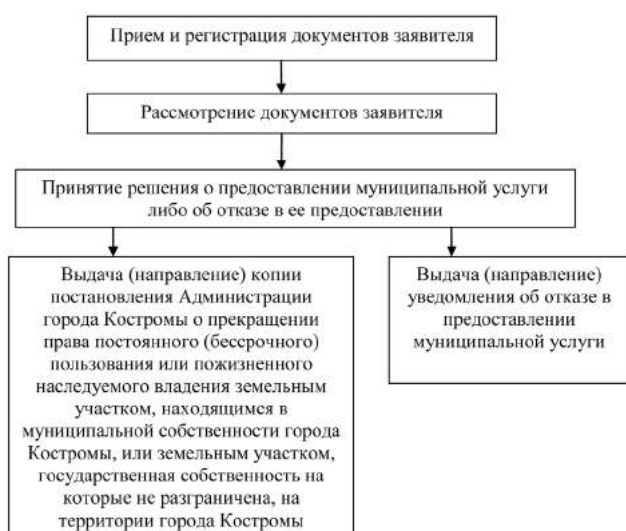 Прием и регистрация документов заявителя
Рассмотрение документов заявителя
Принятие решения о предоставлении муниципальной услуги
либо об отказе в ее предоставлении
Выдача (направление) копии
постановления Администрации
города Костромы о прекращении
права постоянного (бессрочного)
пользования или пожизненного
наследуемого владения земельным
участком, находящимся в
муниципальной собственности города
Костромы, или земельным участком,
государственная собственность на
которые не разграничена, на
территории города Костромы
Выдача (направление)
уведомления об отказе в
предоставлении
муниципальной услуги